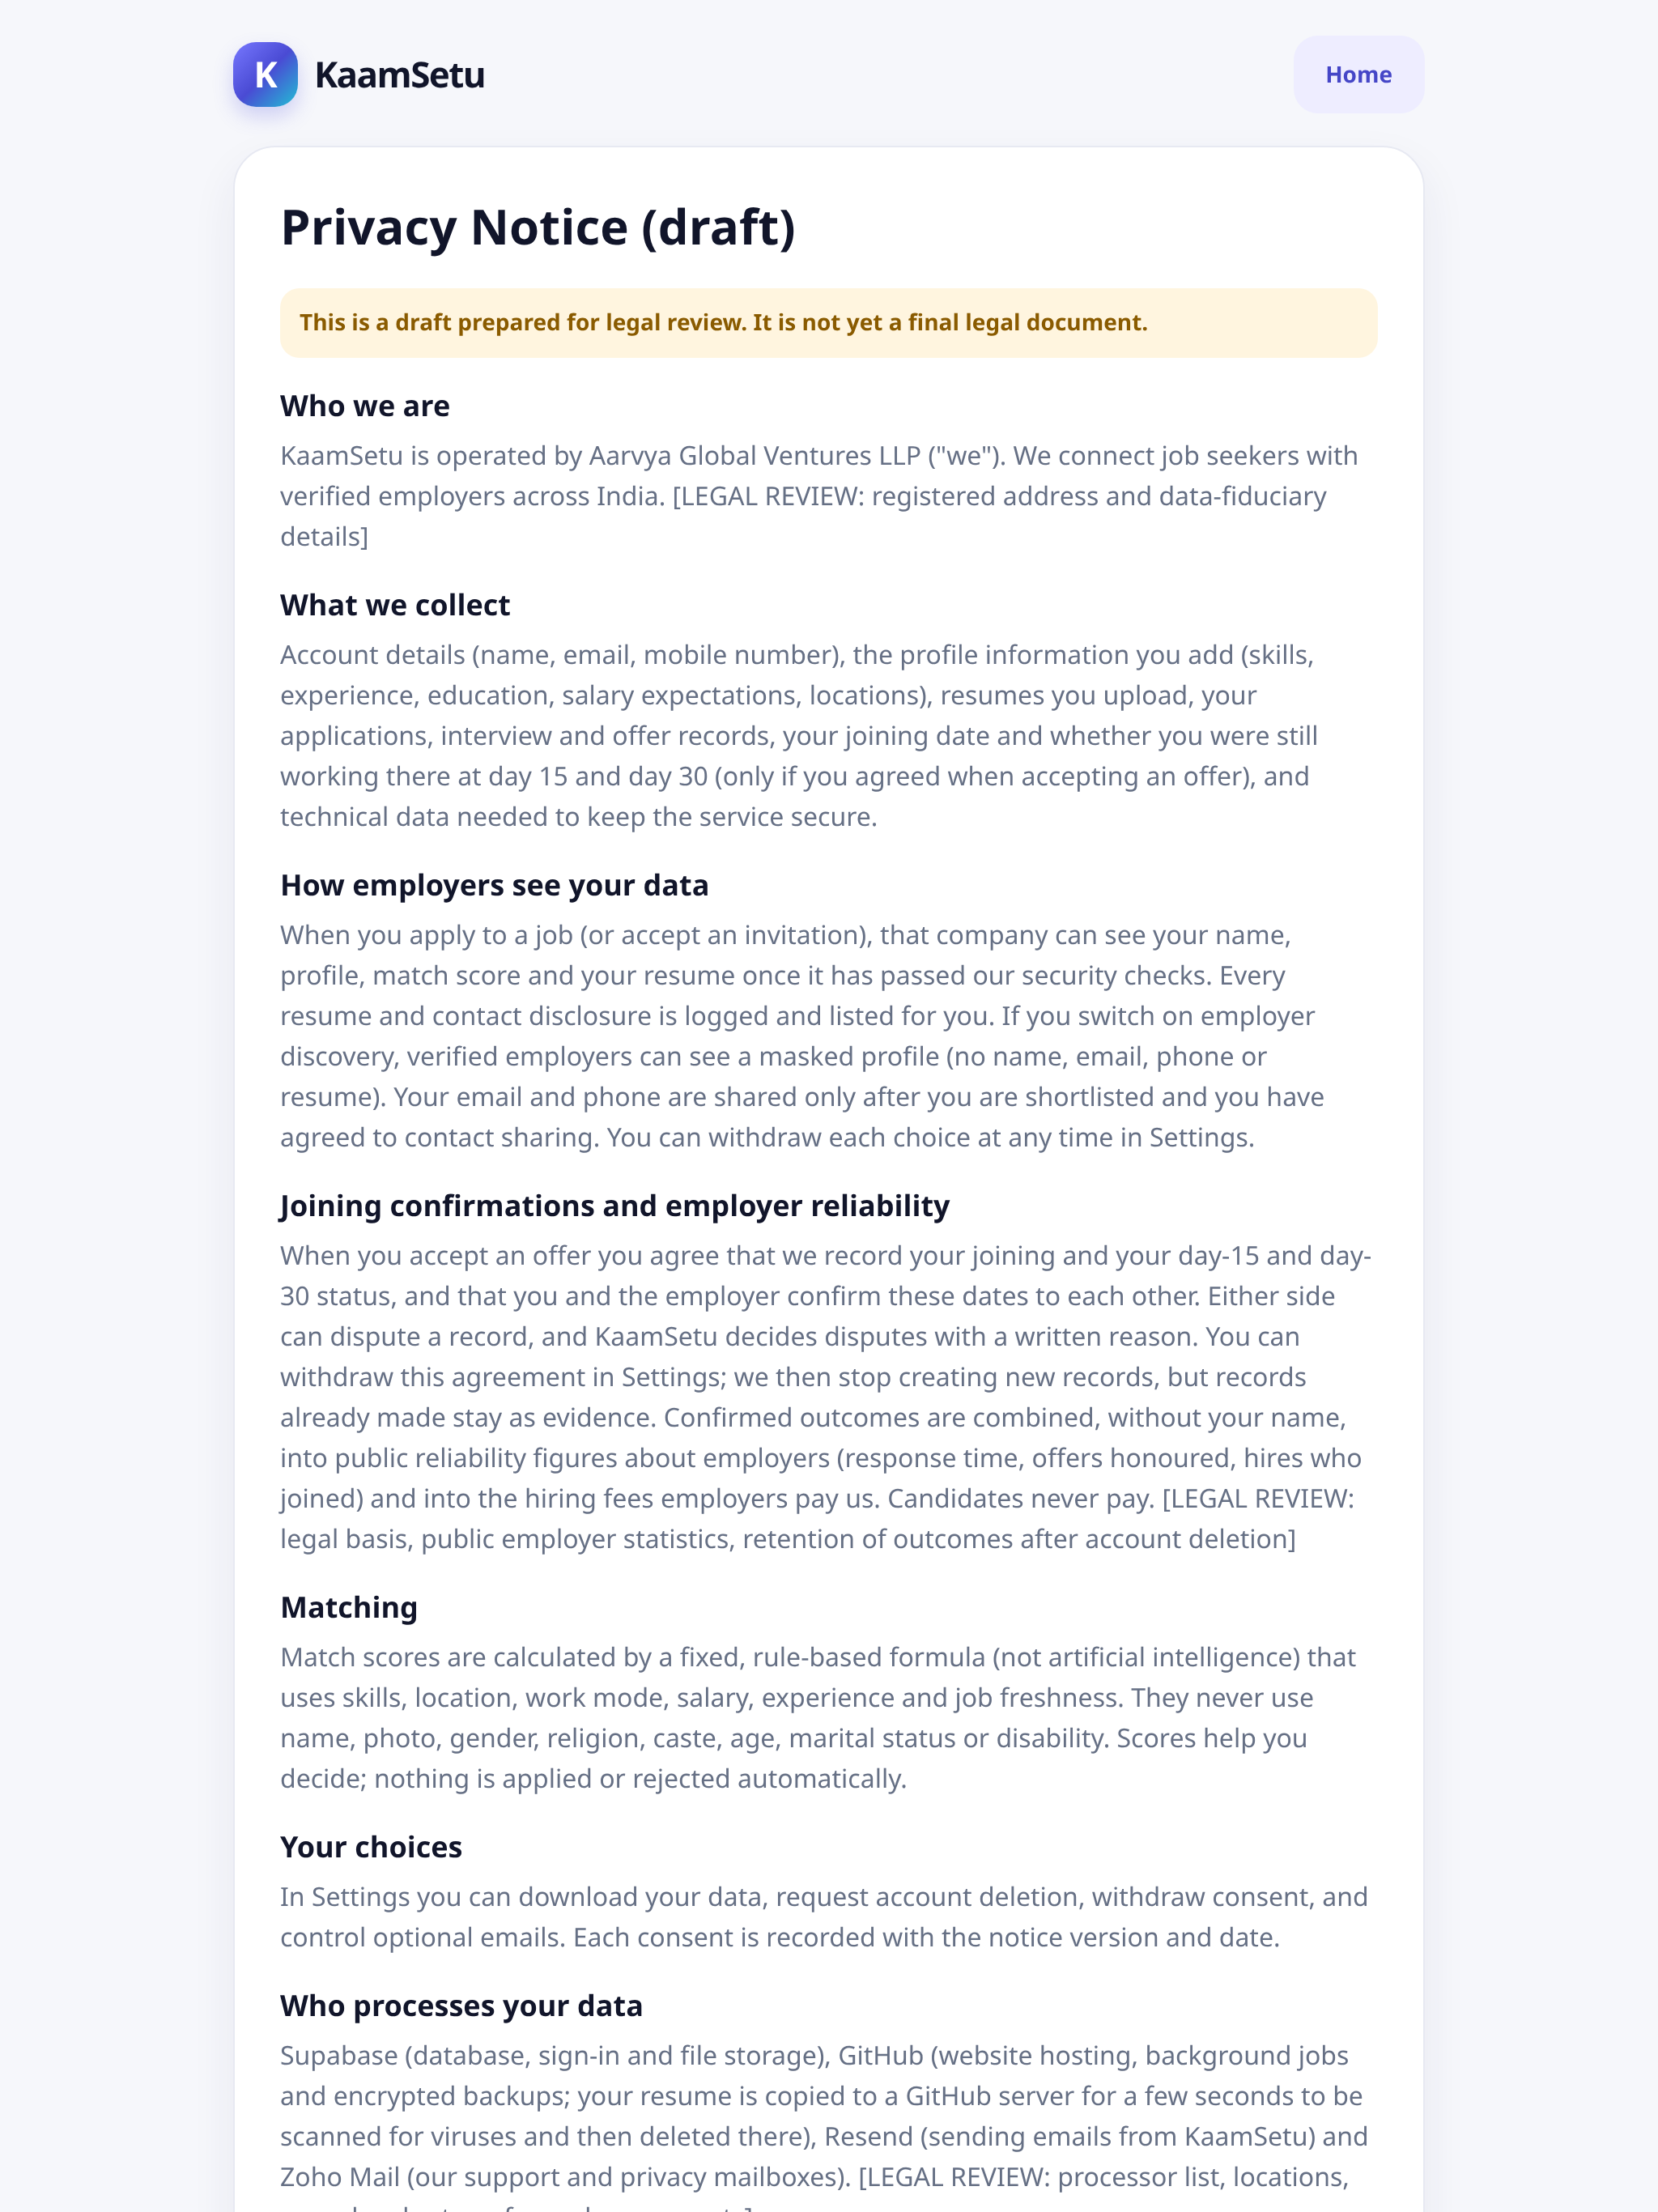 K
KaamSetu
Home
Privacy Notice (draft)
This is a draft prepared for legal review. It is not yet a final legal document.
Who we are
KaamSetu is operated by Aarvya Global Ventures LLP ("we"). We connect job seekers with
verified employers across India. [LEGAL REVIEW: registered address and data-fiduciary
details]
What we collect
Account details (name, email, mobile number), the profile information you add (skills,
experience, education, salary expectations, locations), resumes you upload, your
applications, interview and offer records, your joining date and whether you were still
working there at day 15 and day 30 (only if you agreed when accepting an offer), and
technical data needed to keep the service secure.
How employers see your data
When you apply to a job (or accept an invitation), that company can see your name,
profile, match score and your resume once it has passed our security checks. Every
resume and contact disclosure is logged and listed for you. If you switch on employer
discovery, verified employers can see a masked profile (no name, email, phone or
resume). Your email and phone are shared only after you are shortlisted and you have
agreed to contact sharing. You can withdraw each choice at any time in Settings.
Joining confirmations and employer reliability
When you accept an offer you agree that we record your joining and your day-15 and day-
30 status, and that you and the employer confirm these dates to each other. Either side
can dispute a record, and KaamSetu decides disputes with a written reason. You can
withdraw this agreement in Settings; we then stop creating new records, but records
already made stay as evidence. Confirmed outcomes are combined, without your name,
into public reliability figures about employers (response time, offers honoured, hires who
joined) and into the hiring fees employers pay us. Candidates never pay. [LEGAL REVIEW:
legal basis, public employer statistics, retention of outcomes after account deletion]
Matching
Match scores are calculated by a fixed, rule-based formula (not artificial intelligence) that
uses skills, location, work mode, salary, experience and job freshness. They never use
name, photo, gender, religion, caste, age, marital status or disability. Scores help you
decide; nothing is applied or rejected automatically.
Your choices
In Settings you can download your data, request account deletion, withdraw consent, and
control optional emails. Each consent is recorded with the notice version and date.
Who processes your data
Supabase (database, sign-in and file storage), GitHub (website hosting, background jobs
and encrypted backups; your resume is copied to a GitHub server for a few seconds to be
scanned for viruses and then deleted there), Resend (sending emails from KaamSetu) and
Zoho Mail (our support and privacy mailboxes). [LEGAL REVIEW: processor list, locations,